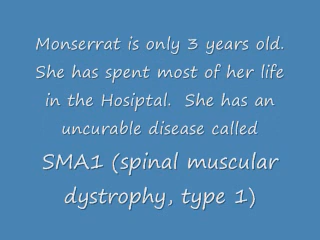 Monserrat is only 3 years old.
She has spent most of her life
in the Hosiptal.  She has an
uncurable disease called
SMA1 (spinal muscular
dystrophy, type 1)